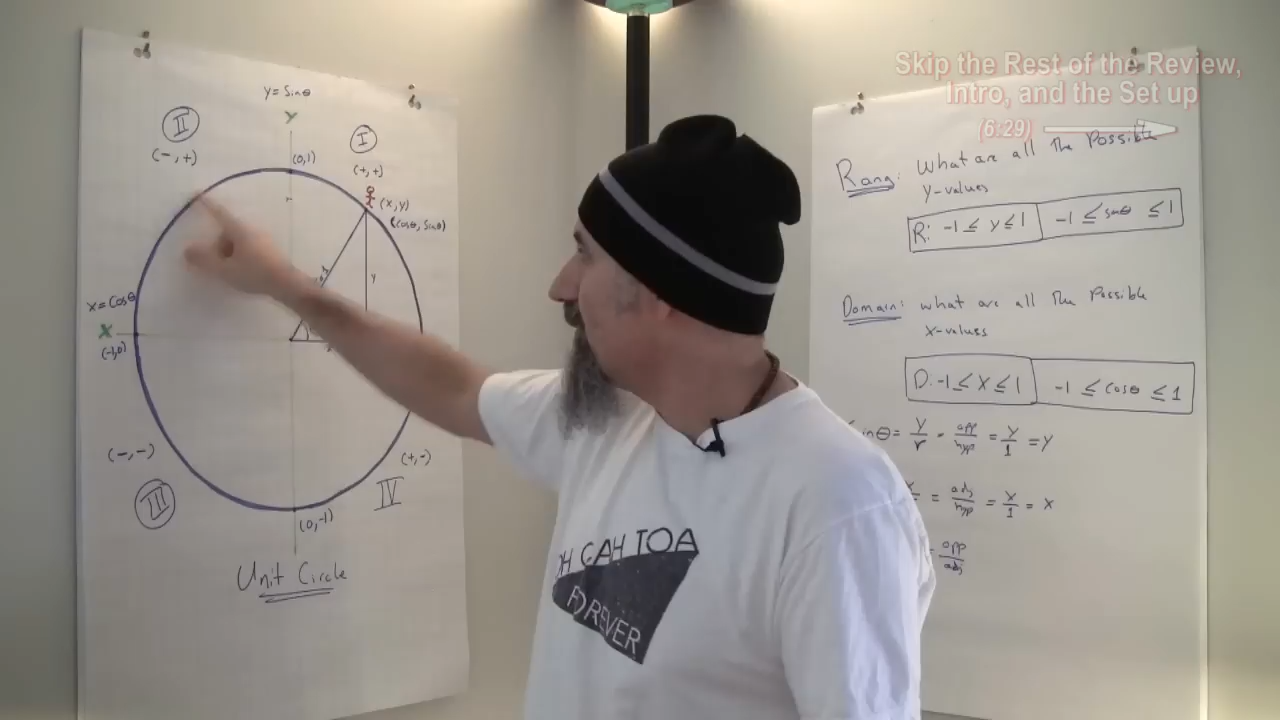 Skip the Rest of the Review,
Intro, and the Set up
(6:29)
y = Sinθ
Y
II
(-,+)
I
(+,+)
(0,1)
(x,y)
(cosθ, Sinθ)
y
x = Cosθ
X
(-1,0)
(-,-)
III
(+,-)
IV
(0,-1)
Unit Circle
Rang: What are all The Possible
Y-values
R: -1 ≤ y ≤ 1 -1 ≤ sinθ ≤ 1
Domain: what are all The Possible
x-values
D: -1 ≤ x ≤ 1 -1 ≤ cosθ ≤ 1
inθ = y/r = opp/hyp = y/1 = y
= adj/hyp = x/1 = x
= opp/adj
OH CAH TOA
FOREVER